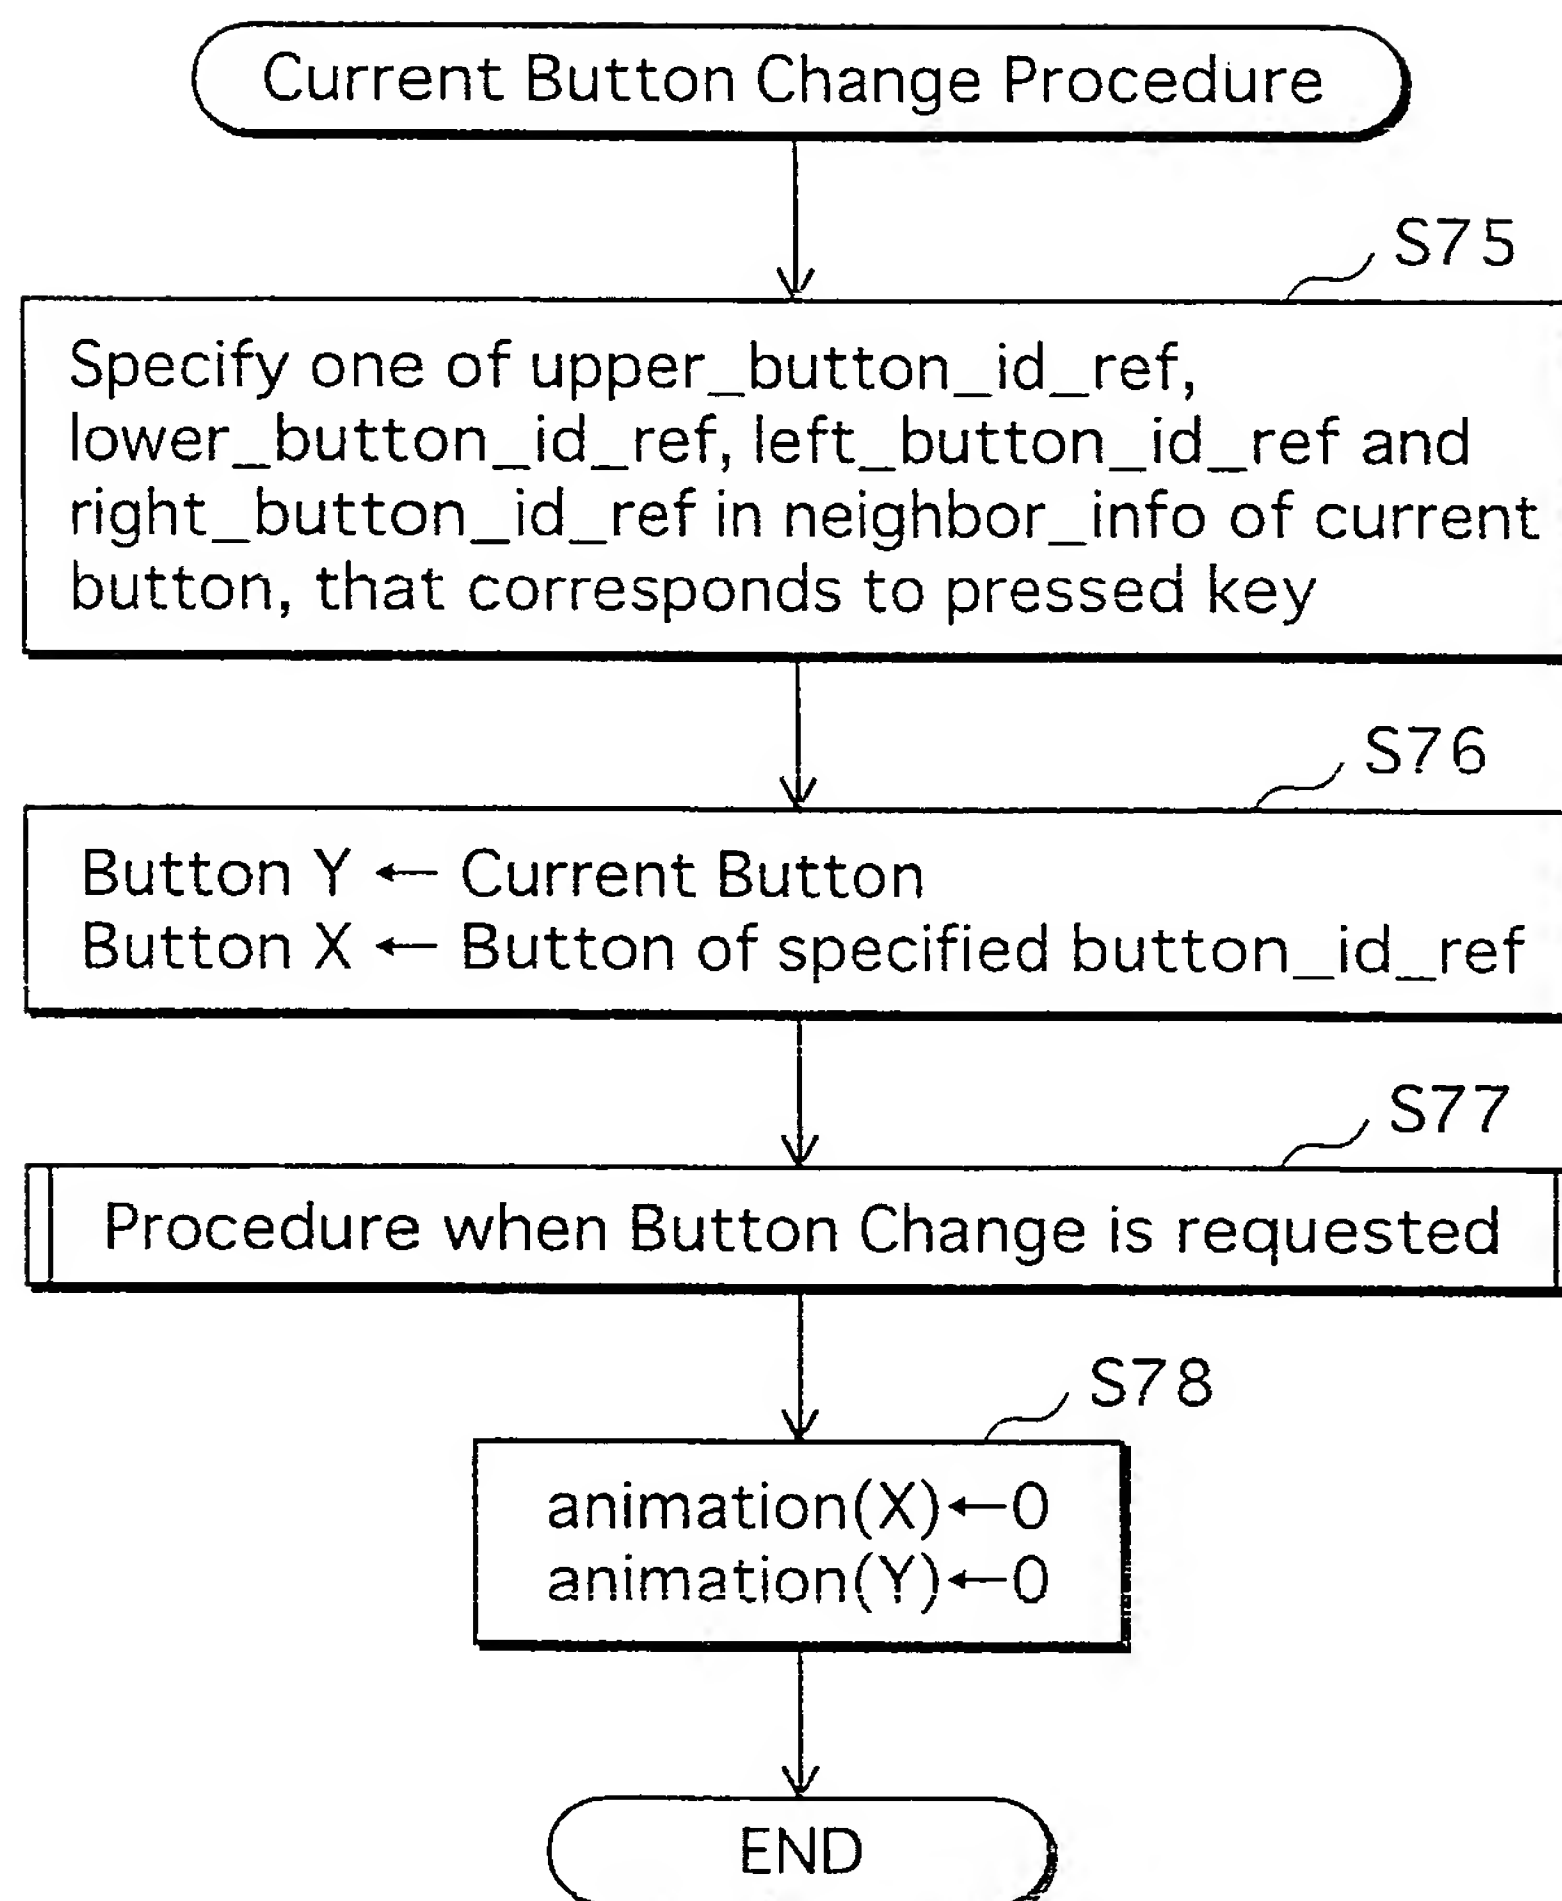 Current Button Change Procedure
S75
Specify one of upper_button_id_ref,
lower_button_id_ref, left_button_id_ref and
right_button_id_ref in neighbor_info of current
button, that corresponds to pressed key
S76
Button Y ← Current Button
Button X ← Button of specified button_id_ref
S77
Procedure when Button Change is requested
S78
animation(X)←0
animation(Y)←0
END